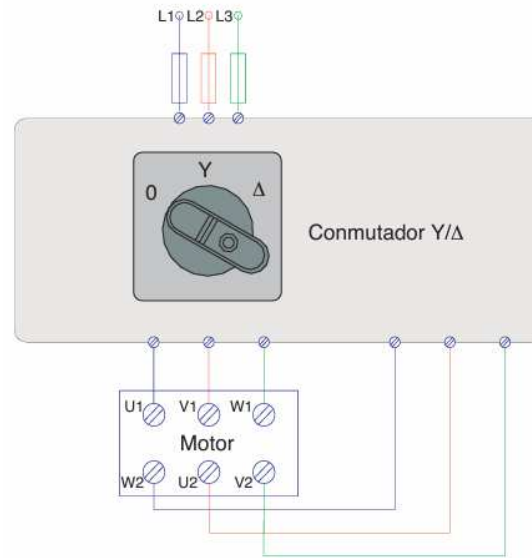 L1 L2 L3
Y
0 Δ
Conmutador Y/Δ
U1 V1 W1
Motor
W2 U2 V2